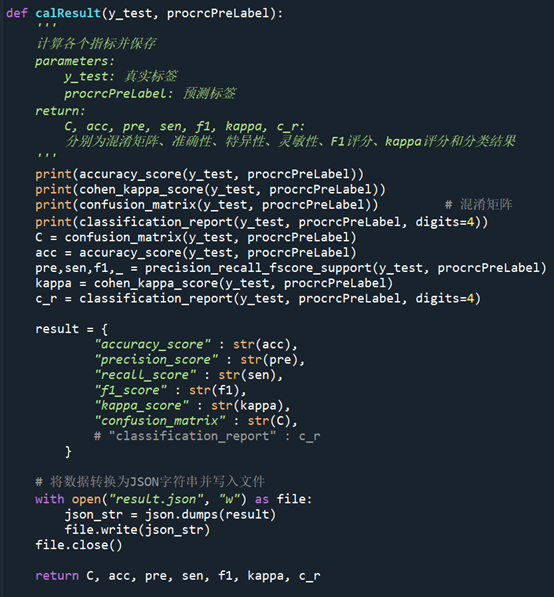 def calResult(y_test, procrcPreLabel):
    '''
    计算各个指标并保存
    parameters:
        y_test: 真实标签
        procrcPreLabel: 预测标签
    return:
        C, acc, pre, sen, f1, kappa, c_r:
        分别为混淆矩阵、准确性、特异性、灵敏性、F1评分、kappa评分和分类结果
    '''
    print(accuracy_score(y_test, procrcPreLabel))
    print(cohen_kappa_score(y_test, procrcPreLabel))
    print(confusion_matrix(y_test, procrcPreLabel))        # 混淆矩阵
    print(classification_report(y_test, procrcPreLabel, digits=4))
    C = confusion_matrix(y_test, procrcPreLabel)
    acc = accuracy_score(y_test, procrcPreLabel)
    pre,sen,f1,_ = precision_recall_fscore_support(y_test, procrcPreLabel)
    kappa = cohen_kappa_score(y_test, procrcPreLabel)
    c_r = classification_report(y_test, procrcPreLabel, digits=4)

    result = {
            "accuracy_score" : str(acc),
            "precision_score" : str(pre),
            "recall_score" : str(sen),
            "f1_score" : str(f1),
            "kappa_score" : str(kappa),
            "confusion_matrix" : str(C),
            # "classification_report" : c_r
        }

    # 将数据转换为JSON字符串并写入文件
    with open("result.json", "w") as file:
        json_str = json.dumps(result)
        file.write(json_str)
    file.close()

    return C, acc, pre, sen, f1, kappa, c_r